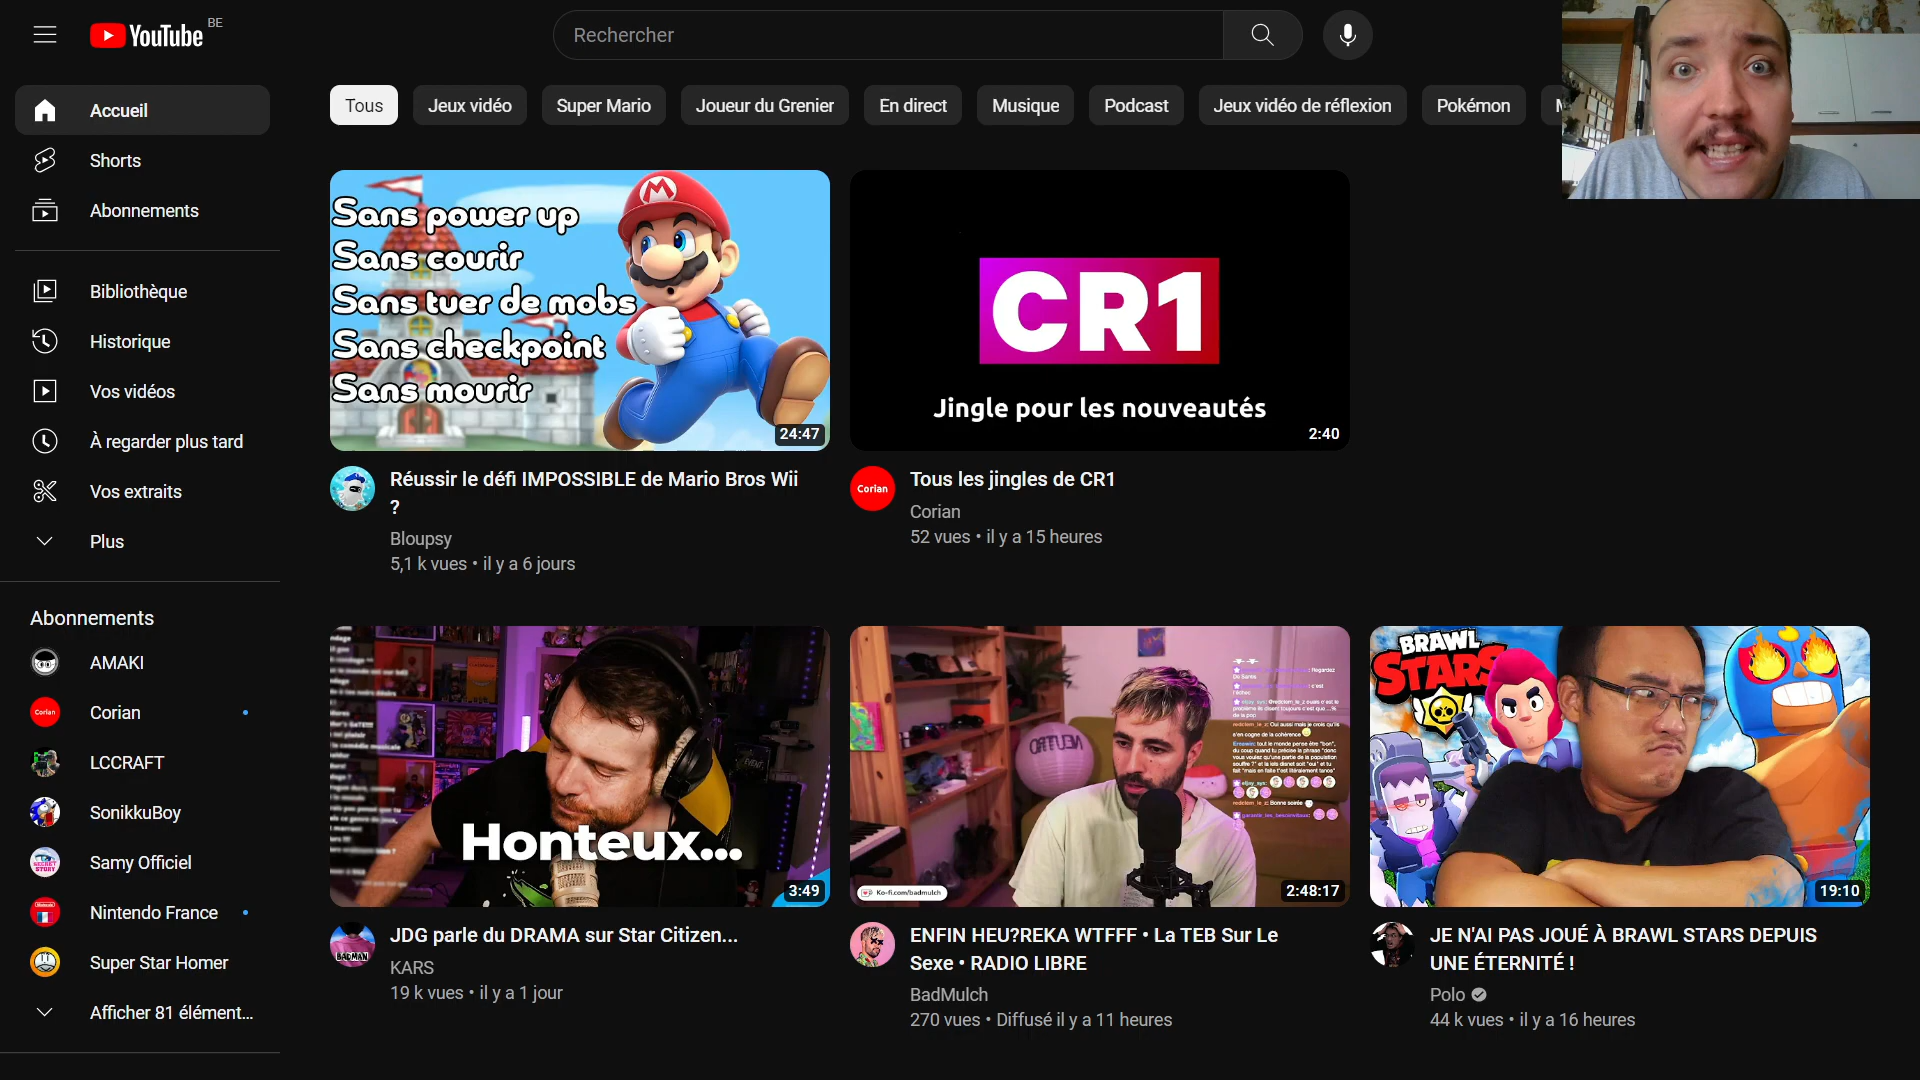 YouTube BE
Rechercher
Tous
Jeux vidéo
Super Mario
Joueur du Grenier
En direct
Musique
Podcast
Jeux vidéo de réflexion
Pokémon
Accueil
Shorts
Abonnements
Bibliothèque
Historique
Vos vidéos
À regarder plus tard
Vos extraits
Plus
Abonnements
AMAKI
Corian
Corian
LCCRAFT
SonikkuBoy
Samy Officiel
Nintendo France
Super Star Homer
Afficher 81 élément...
Sans power up
Sans courir
Sans tuer de mobs
Sans checkpoint
Sans mourir
24:47
Réussir le défi IMPOSSIBLE de Mario Bros Wii
?
Bloupsy
5,1 k vues • il y a 6 jours
CR1
Jingle pour les nouveautés
2:40
Corian
Tous les jingles de CR1
Corian
52 vues • il y a 15 heures
Honteux...
3:49
BADMAN
JDG parle du DRAMA sur Star Citizen...
KARS
19 k vues • il y a 1 jour
Ko-fi.com/badmulch
2:48:17
ENFIN HEU?REKA WTFFF • La TEB Sur Le
Sexe • RADIO LIBRE
BadMulch
270 vues • Diffusé il y a 11 heures
BRAWL
STARS
19:10
JE N'AI PAS JOUÉ À BRAWL STARS DEPUIS
UNE ÉTERNITÉ !
Polo
44 k vues • il y a 16 heures